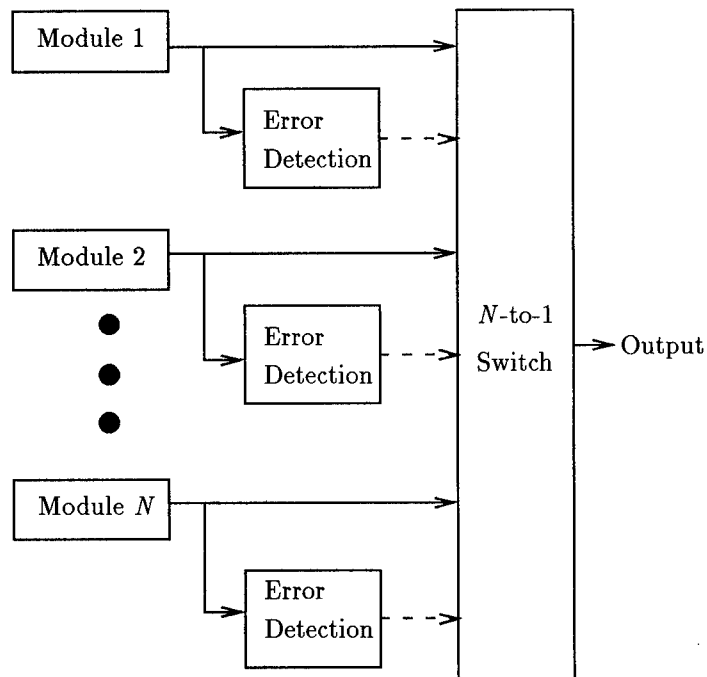 Module 1
Error
Detection
Module 2
Error
Detection
N-to-1
Switch
Output
Module N
Error
Detection